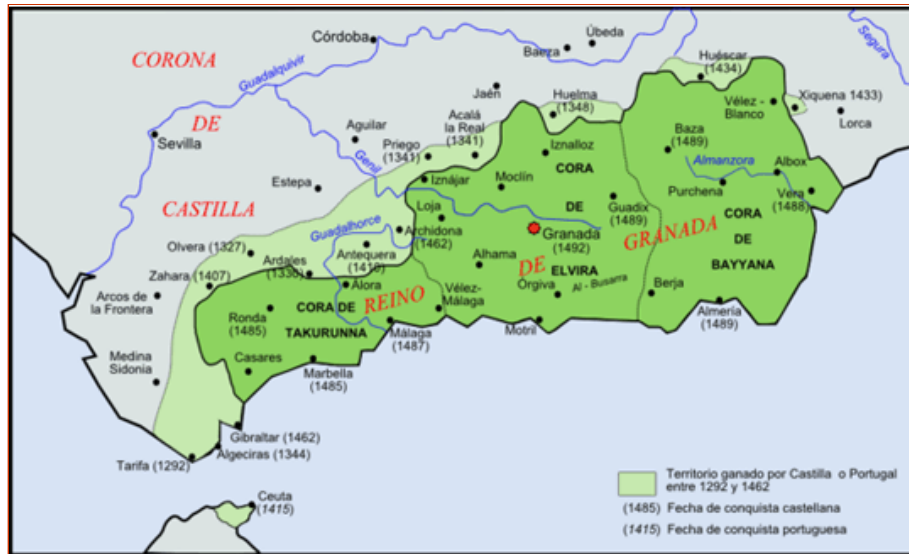 CORONA
DE
CASTILLA
Córdoba
Guadalquivir
Sevilla
Baeza
Úbeda
Jaén
Segura
Huéscar
(1434)
Xiquena 1433)
Vélez -
Blanco
Lorca
Huelma
(1348)
Acalá
la Real
(1341)
Aguilar
Priego
(1341)
Genil
Estepa
Iznájar
Iznalloz
Moclín
CORA
DE
ELVIRA
Baza
(1489)
Almanzora
Albox
Purchena
Vera
(1488)
Guadix
(1489)
CORA
DE
BAYYANA
Loja
Archidona
(1462)
Granada
(1492)
REINO
DE
GRANADA
Guadalhorce
Antequera
(1410)
Olvera (1327)
Ardales
Zahara (1407)
Arcos de
la Frontera
Álora
Alhama
Orgiva
Al - Busarra
Berja
Vélez-
Málaga
CORA DE
TAKURUNNA
Ronda
(1485)
Málaga
(1487)
Motril
Almería
(1489)
Casares
Marbella
(1485)
Medina
Sidonia
Gibraltar (1462)
Algeciras (1344)
Tarifa (1292)
Ceuta
(1415)
Territorio ganado por Castilla o Portugal
entre 1292 y 1462
(1485) Fecha de conquista castellana
(1415) Fecha de conquista portuguesa